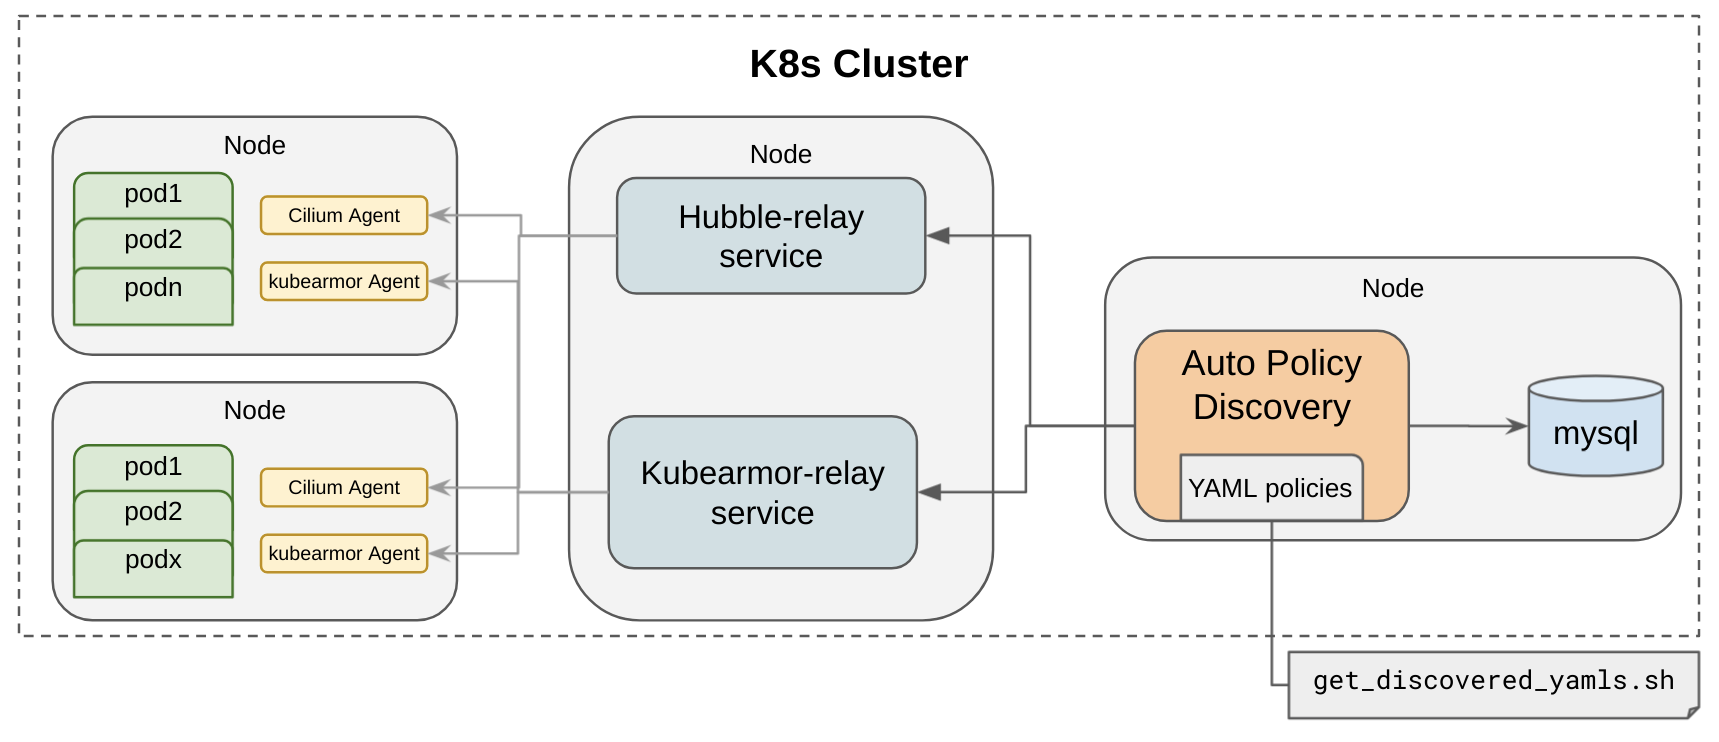 K8s Cluster
Node
pod1
pod2
podn
Cilium Agent
kubearmor Agent
Node
pod1
pod2
podx
Cilium Agent
kubearmor Agent
Node
Hubble-relay
service
Kubearmor-relay
service
Node
Auto Policy
Discovery
YAML policies
mysql
get_discovered_yamls.sh